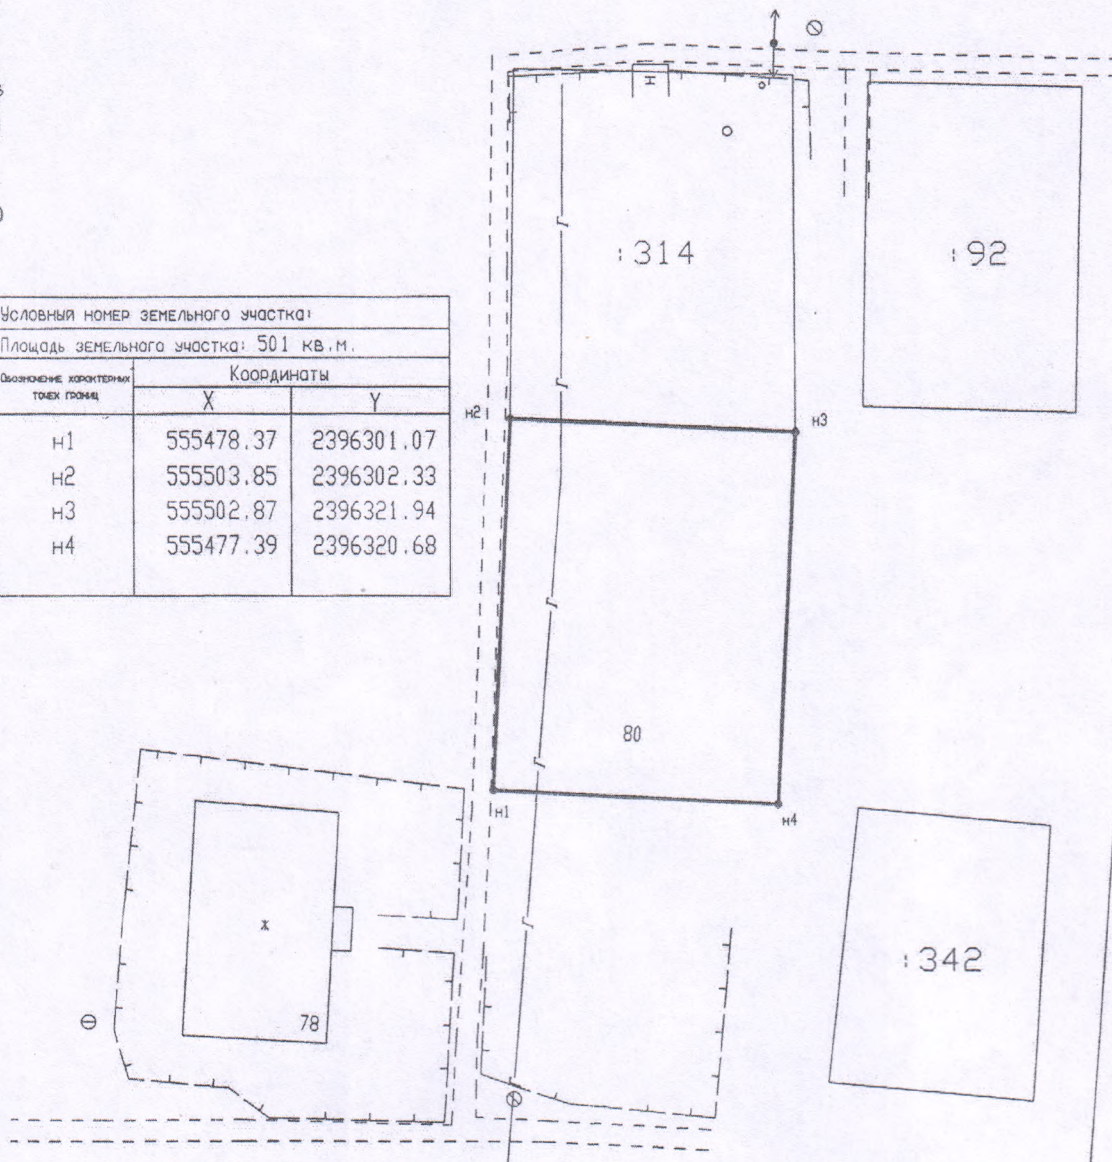 :314
:92
Условный номер земельного участка:
Площадь земельного участка: 501 кв.м.
Обозначение характерных точек границ
Координаты
X Y
н1 555478.37 2396301.07
н2 555503.85 2396302.33
н3 555502.87 2396321.94
н4 555477.39 2396320.68
н2
н3
Г
Г
Г
80
Г
н1
н4
ж
:342
Г
78